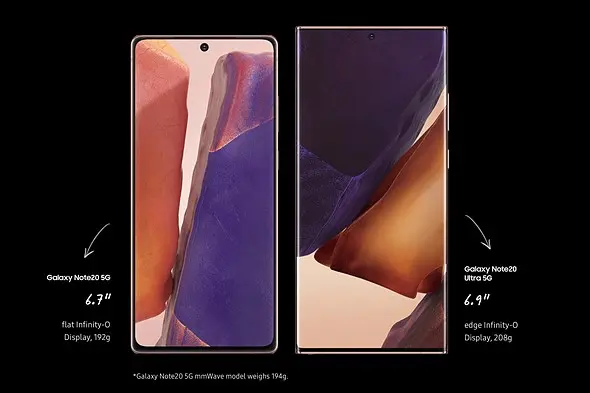 Galaxy Note20 5G
6.7"
flat Infinity-O
Display, 192g
Galaxy Note20
Ultra 5G
6.9"
edge Infinity-O
Display, 208g
*Galaxy Note20 5G mmWave model weighs 194g.